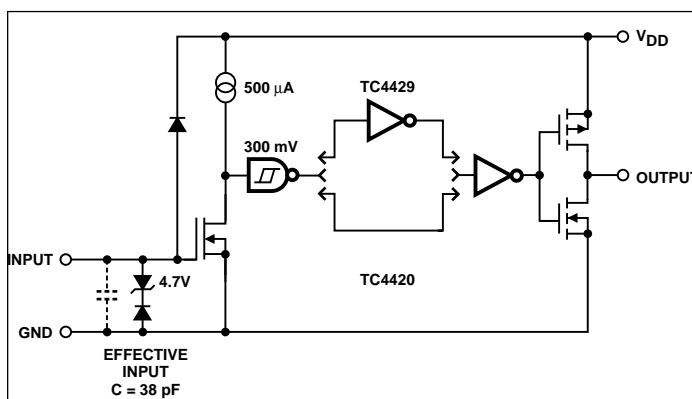 V_DD
500 µA
TC4429
300 mV
OUTPUT
INPUT
4.7V
TC4420
GND
EFFECTIVE
INPUT
C = 38 pF